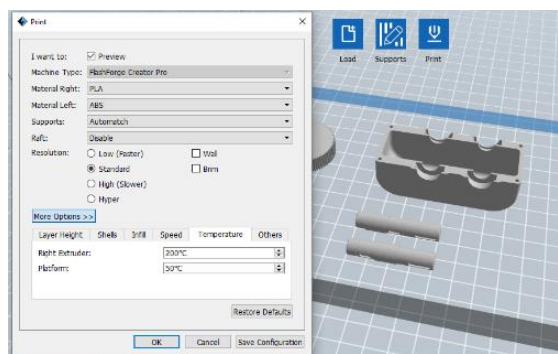 Print
I want to: Preview
Machine Type: FlashForge Creator Pro
Material Right: PLA
Material Left: ABS
Supports: Automatch
Raft: Disable
Resolution: Low (Faster) Wall
Standard Brim
High (Slower)
Hyper
More Options >>
Layer Height Shells Infill Speed Temperature Others
Right Extruder: 200°C
Platform: 50°C
Restore Defaults
OK Cancel Save Configuration
Load Supports Print